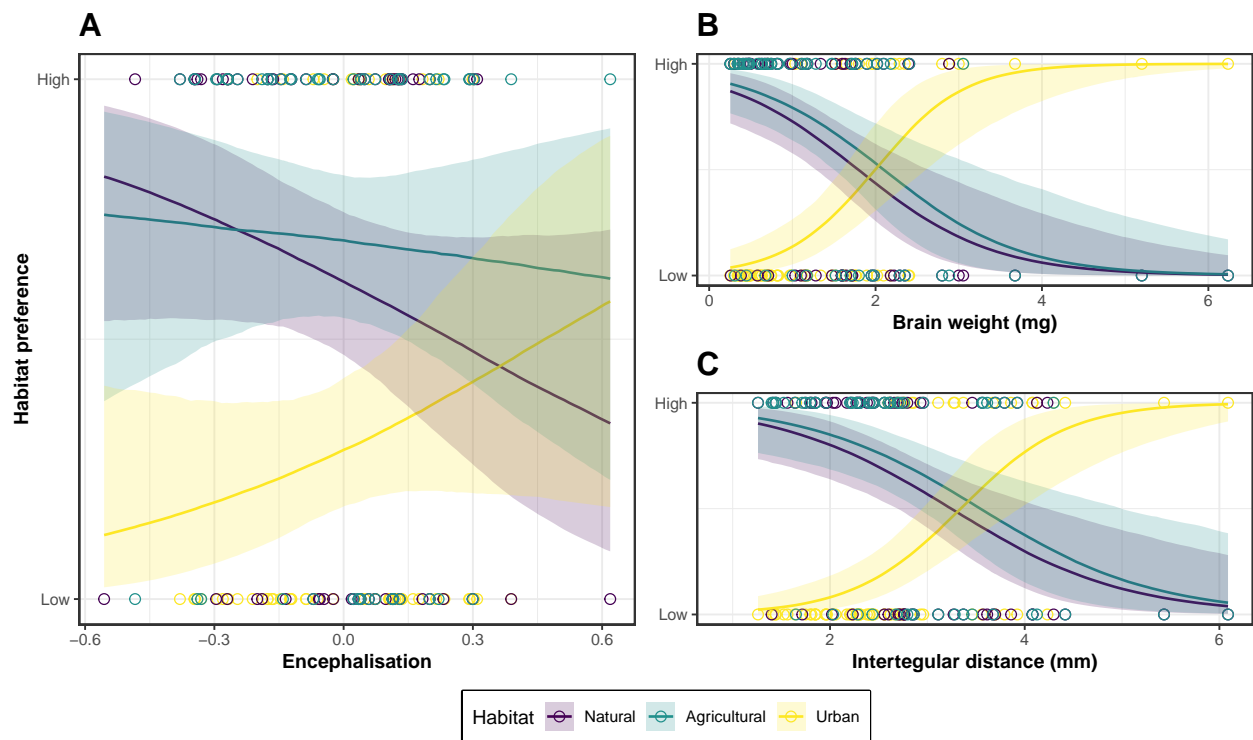 A
High
Low
Habitat preference
−0.6 −0.3 0.0 0.3 0.6
Encephalisation
B
High
Low
0 2 4 6
Brain weight (mg)
C
High
Low
2 4 6
Intertegular distance (mm)
Habitat Natural Agricultural Urban